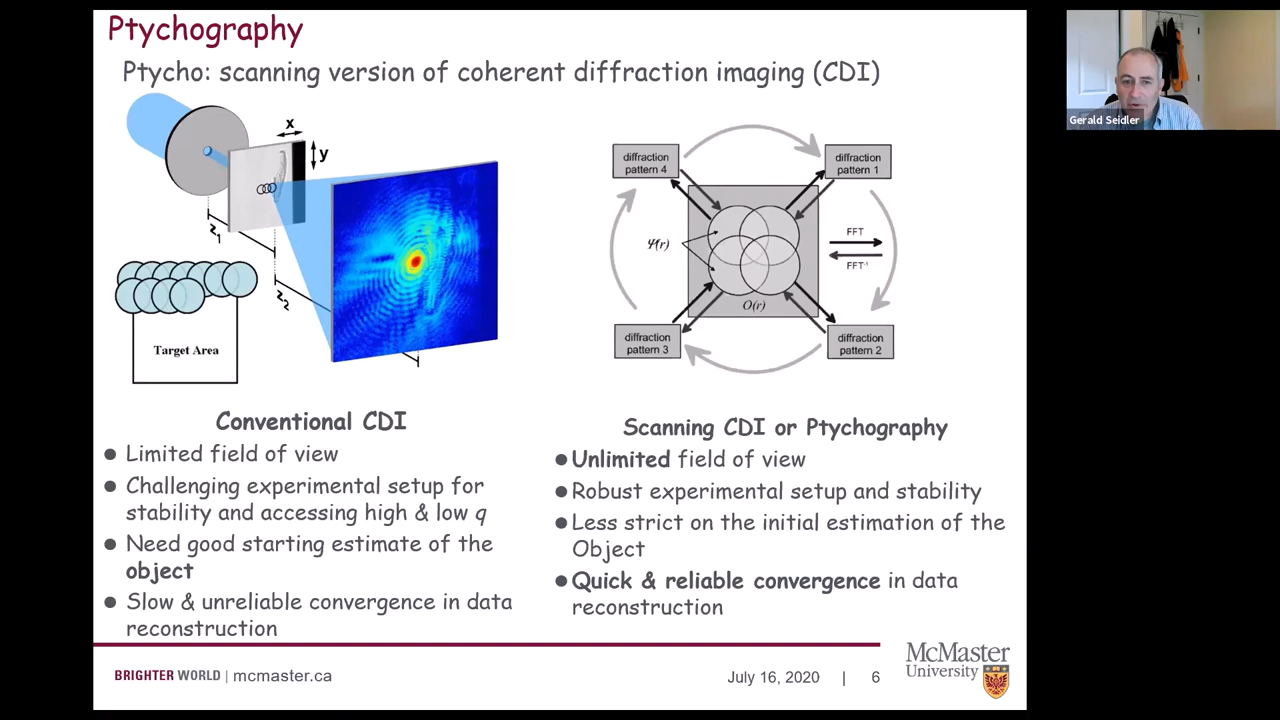 Ptychography
Ptycho: scanning version of coherent diffraction imaging (CDI)
x
y
z1
z2
Target Area
diffraction
pattern 4
diffraction
pattern 1
Ψ(r)
O(r)
FFT
FFT-1
diffraction
pattern 3
diffraction
pattern 2
Conventional CDI
● Limited field of view
● Challenging experimental setup for
stability and accessing high & low q
● Need good starting estimate of the
object
● Slow & unreliable convergence in data
reconstruction
Scanning CDI or Ptychography
● Unlimited field of view
● Robust experimental setup and stability
● Less strict on the initial estimation of the
Object
● Quick & reliable convergence in data
reconstruction
BRIGHTER WORLD | mcmaster.ca
July 16, 2020 | 6
McMaster
University
Gerald Seidler